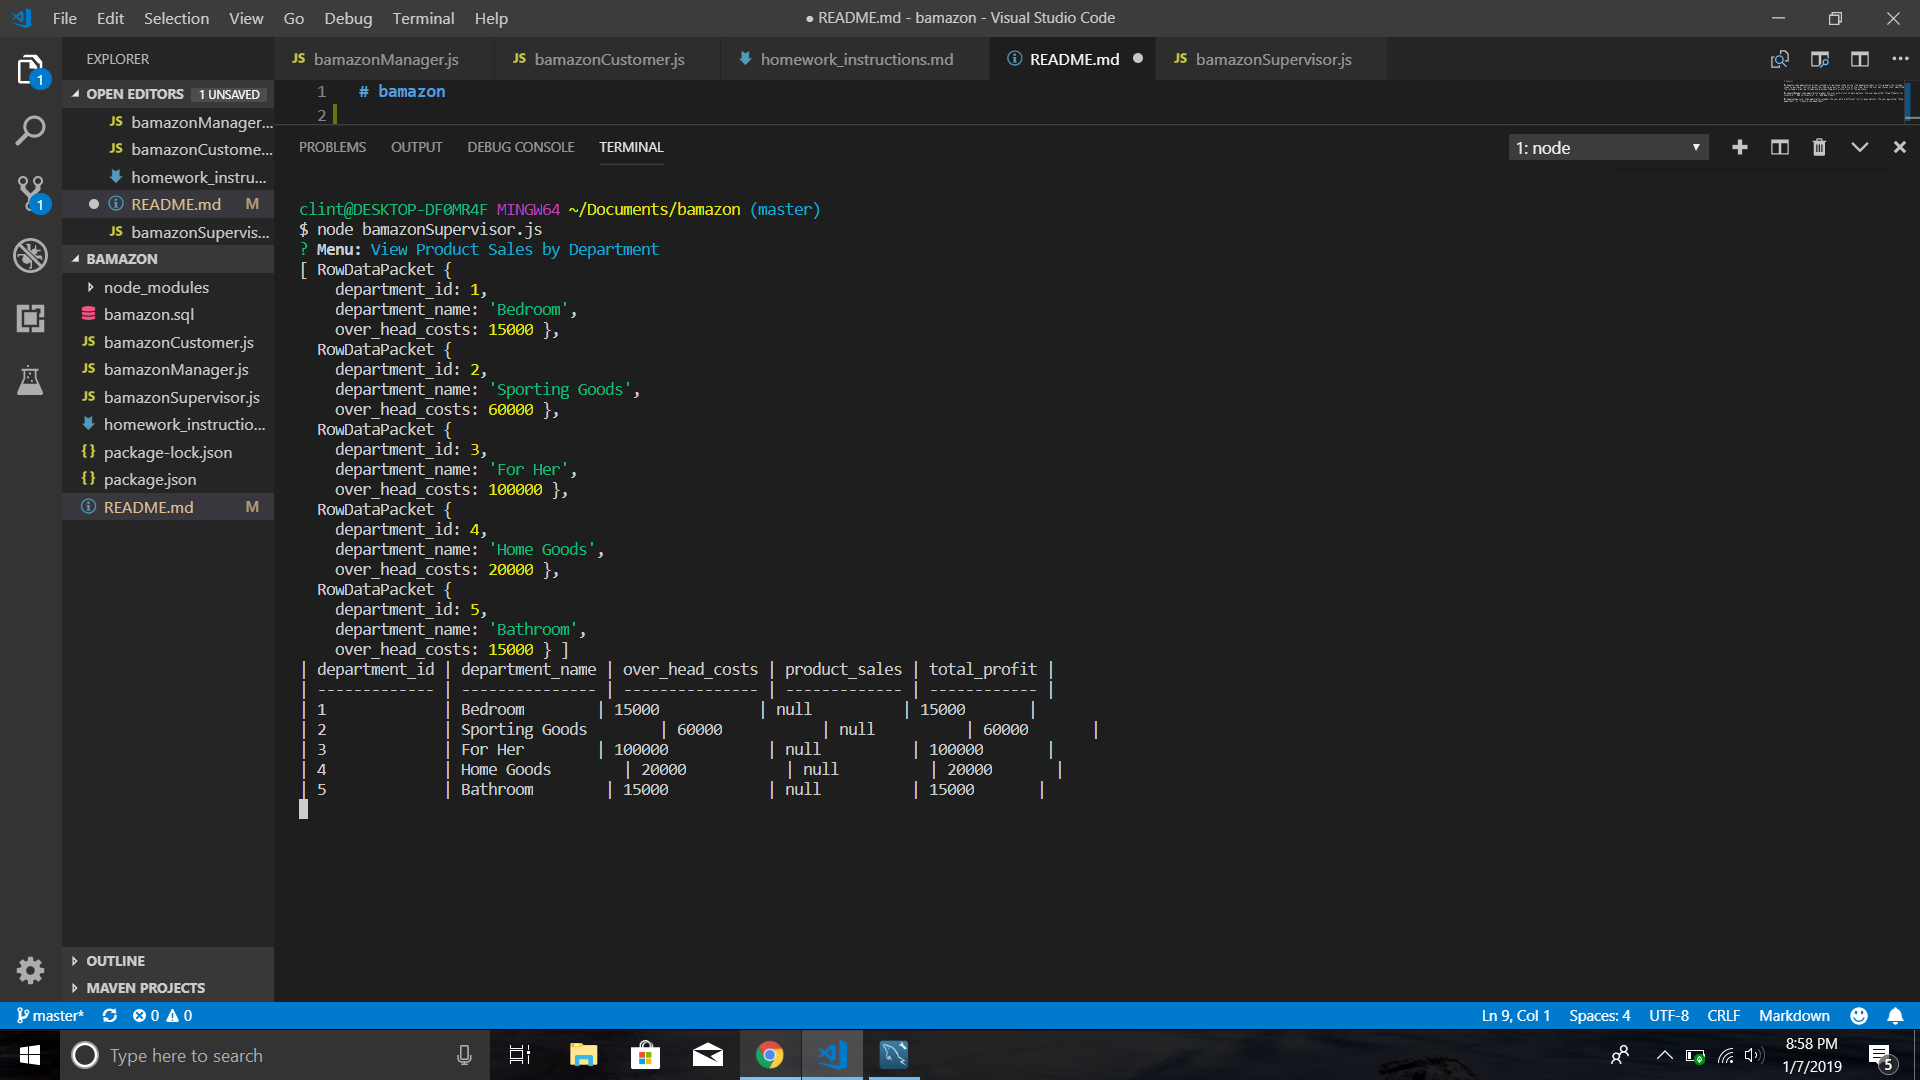 File Edit Selection View Go Debug Terminal Help
● README.md - bamazon - Visual Studio Code
EXPLORER
JS bamazonManager.js
JS bamazonCustomer.js
homework_instructions.md
README.md
JS bamazonSupervisor.js
OPEN EDITORS 1 UNSAVED
JS bamazonManager...
JS bamazonCustome...
homework_instru...
README.md M
JS bamazonSupervis...
BAMAZON
node_modules
bamazon.sql
JS bamazonCustomer.js
JS bamazonManager.js
JS bamazonSupervisor.js
homework_instructio...
{} package-lock.json
{} package.json
README.md M
OUTLINE
MAVEN PROJECTS
1
1
1 # bamazon
2
PROBLEMS OUTPUT DEBUG CONSOLE TERMINAL
1: node
clint@DESKTOP-DF0MR4F MINGW64 ~/Documents/bamazon (master)
$ node bamazonSupervisor.js
? Menu: View Product Sales by Department
[ RowDataPacket {
department_id: 1,
department_name: 'Bedroom',
over_head_costs: 15000 },
RowDataPacket {
department_id: 2,
department_name: 'Sporting Goods',
over_head_costs: 60000 },
RowDataPacket {
department_id: 3,
department_name: 'For Her',
over_head_costs: 100000 },
RowDataPacket {
department_id: 4,
department_name: 'Home Goods',
over_head_costs: 20000 },
RowDataPacket {
department_id: 5,
department_name: 'Bathroom',
over_head_costs: 15000 } ]
| department_id | department_name | over_head_costs | product_sales | total_profit |
| ------------- | --------------- | --------------- | ------------- | ------------ |
| 1 | Bedroom | 15000 | null | 15000 |
| 2 | Sporting Goods | 60000 | null | 60000 |
| 3 | For Her | 100000 | null | 100000 |
| 4 | Home Goods | 20000 | null | 20000 |
| 5 | Bathroom | 15000 | null | 15000 |
master* 0 0
Ln 9, Col 1 Spaces: 4 UTF-8 CRLF Markdown
Type here to search
8:58 PM
1/7/2019
5